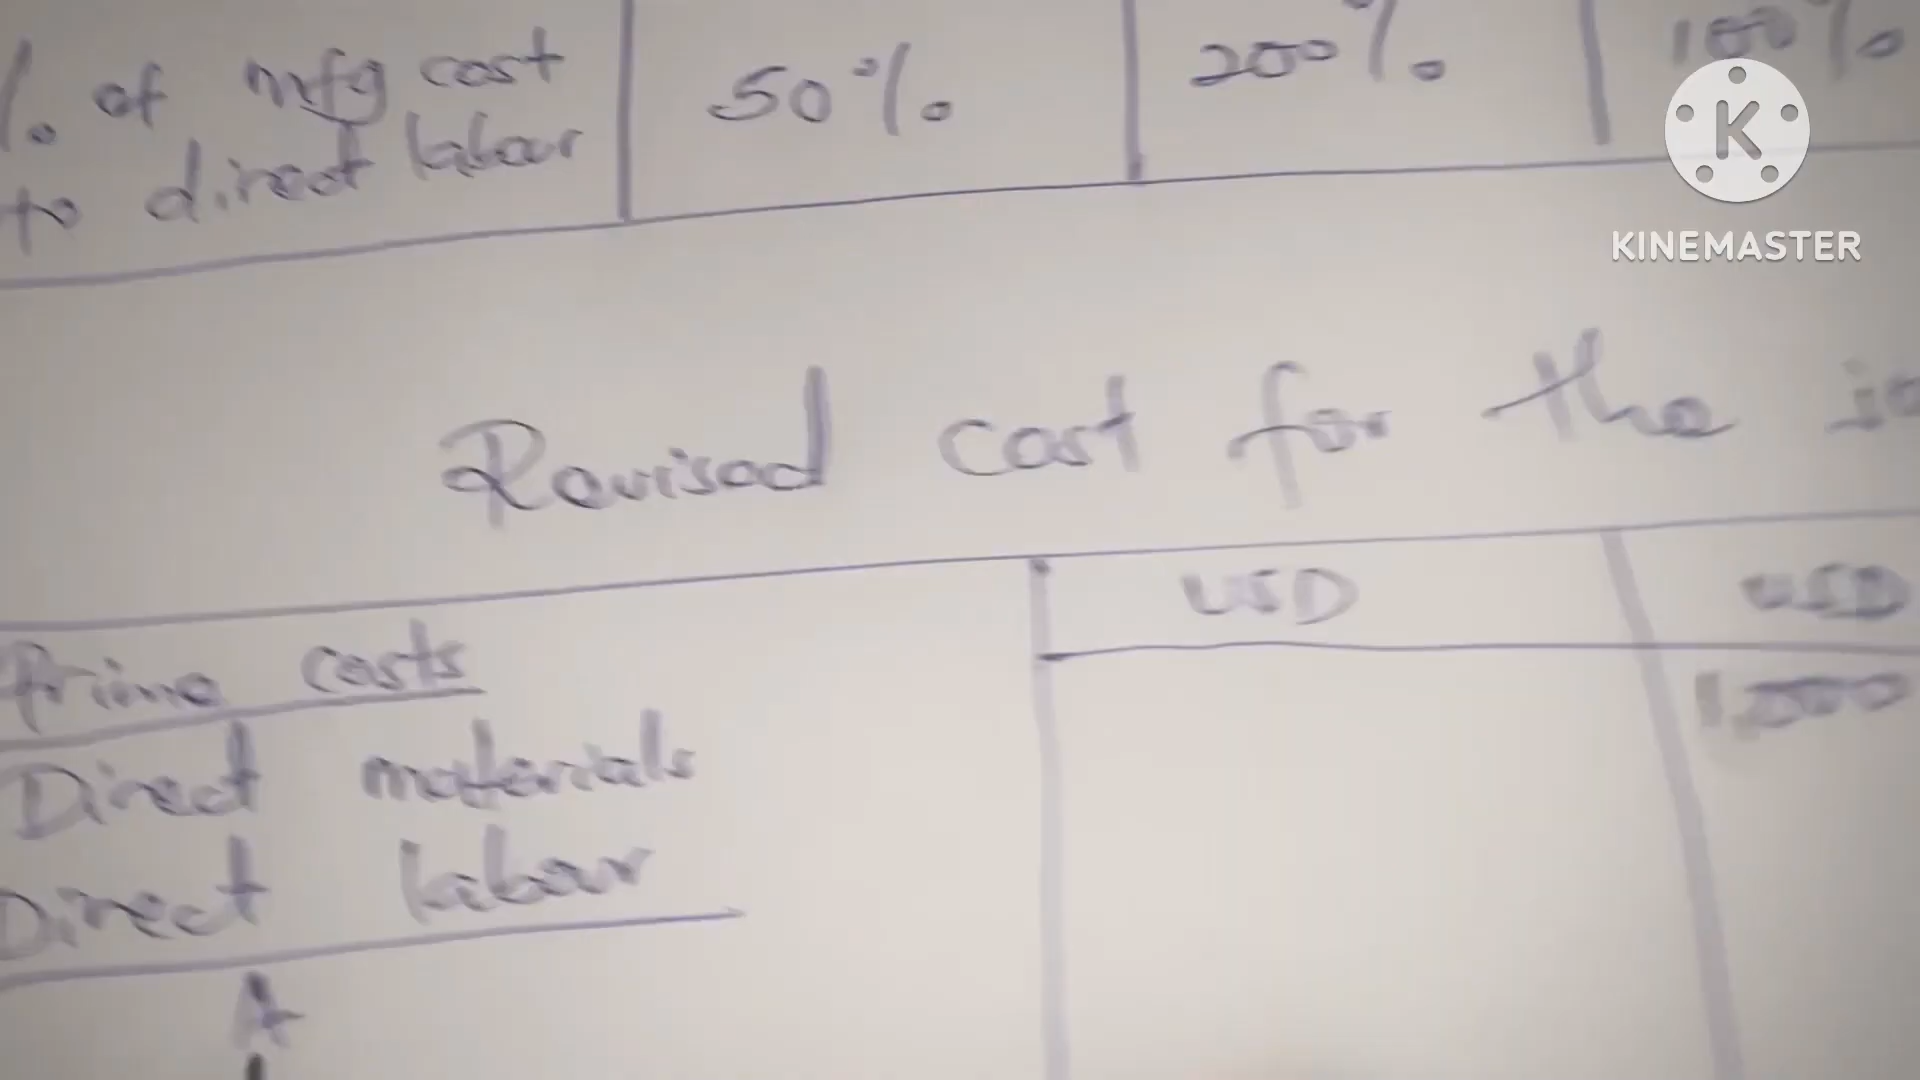 % of mfg cost 50% 200% 100%
to direct labour
KINEMASTER
Revised cost for the
USD USD
Prime costs 1,000
Direct materials
Direct labour
A